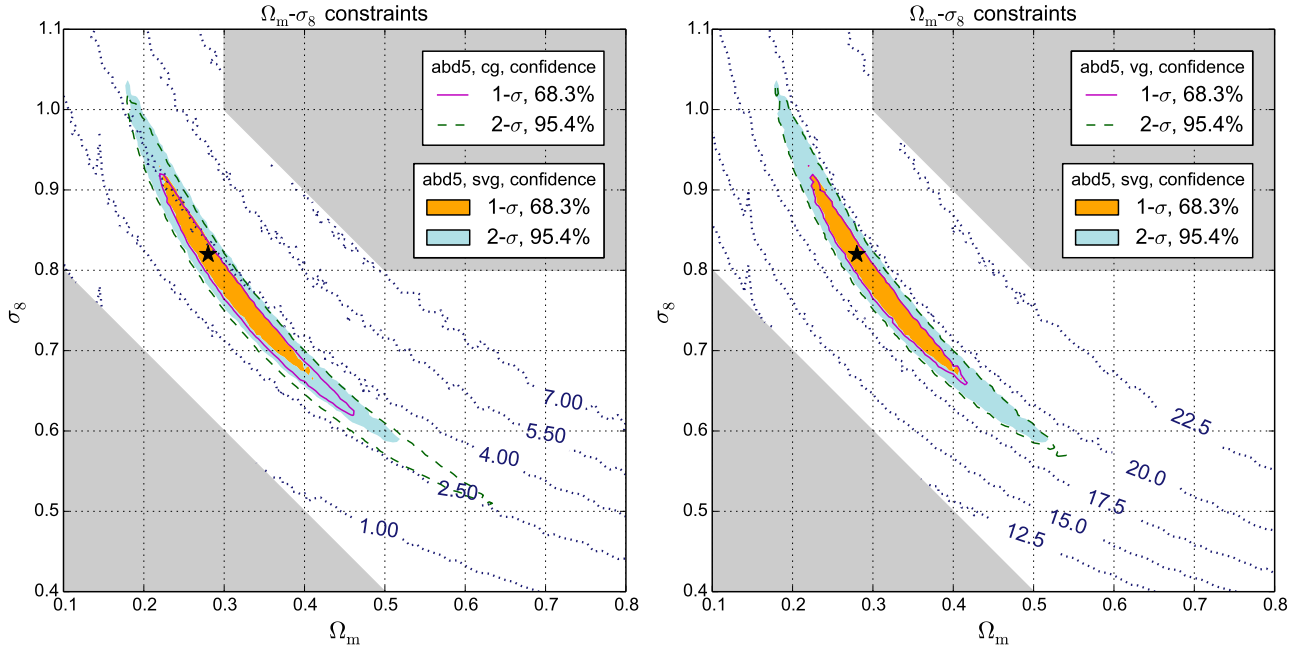 Ωm-σ8 constraints
1.1
1.0
0.9
0.8
0.7
0.6
0.5
0.4
σ8
abd5, cg, confidence
1-σ, 68.3%
2-σ, 95.4%
abd5, svg, confidence
1-σ, 68.3%
2-σ, 95.4%
7.00
5.50
4.00
2.50
1.00
0.1 0.2 0.3 0.4 0.5 0.6 0.7 0.8
Ωm
Ωm-σ8 constraints
1.1
1.0
0.9
0.8
0.7
0.6
0.5
0.4
σ8
abd5, vg, confidence
1-σ, 68.3%
2-σ, 95.4%
abd5, svg, confidence
1-σ, 68.3%
2-σ, 95.4%
22.5
20.0
17.5
15.0
12.5
0.1 0.2 0.3 0.4 0.5 0.6 0.7 0.8
Ωm